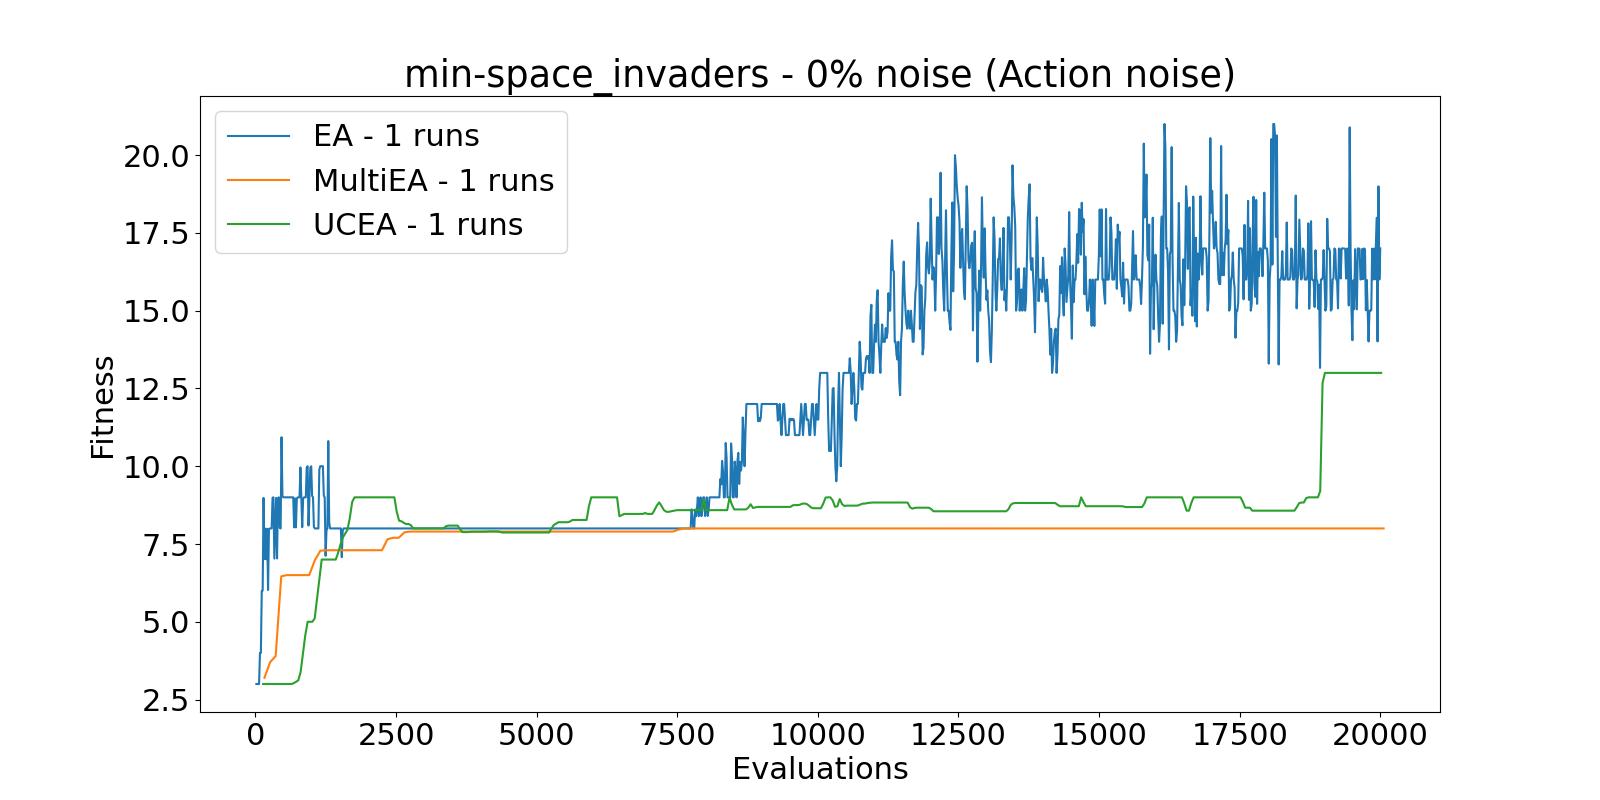 min-space_invaders - 0% noise (Action noise)
EA - 1 runs
MultiEA - 1 runs
UCEA - 1 runs
20.0
17.5
15.0
12.5
10.0
7.5
5.0
2.5
Fitness
0 2500 5000 7500 10000 12500 15000 17500 20000
Evaluations